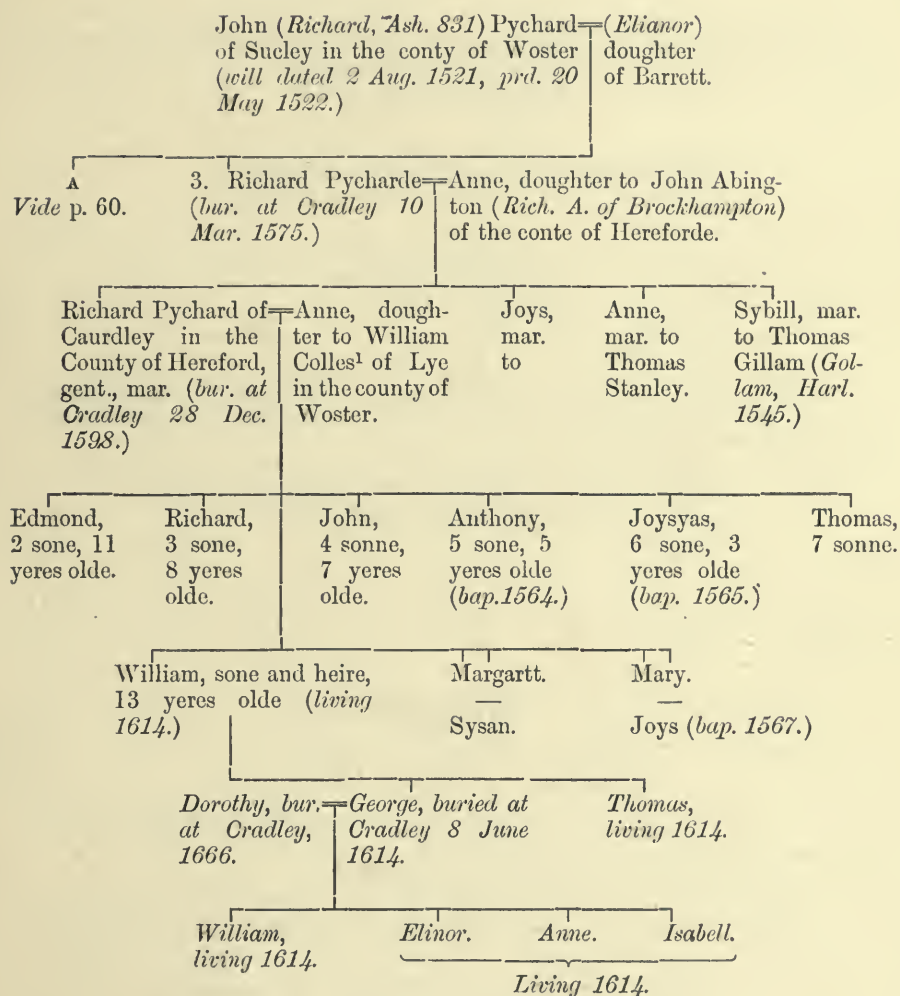 John (Richard, Ash. 831) Pychard═(Elianor)
of Sucley in the conty of Woster doughter
(will dated 2 Aug. 1521, prd. 20 of Barrett.
May 1522.)
A 3. Richard Pycharde═Anne, doughter to John Abing-
Vide p. 60. (bur. at Cradley 10 ton (Rich. A. of Brockhampton)
Mar. 1575.) of the conte of Hereforde.
Richard Pychard of═Anne, dough- Joys, Anne, Sybill, mar.
Caurdley in the ter to William mar. mar. to to Thomas
County of Hereford, Colles¹ of Lye to Thomas Gillam (Gol-
gent., mar. (bur. at in the county of Stanley. lam, Harl.
Cradley 28 Dec. Woster. 1545.)
1598.)
Edmond, Richard, John, Anthony, Joysyas, Thomas,
2 sone, 11 3 sone, 4 sonne, 5 sone, 5 6 sone, 3 7 sonne.
yeres olde. 8 yeres 7 yeres yeres olde yeres olde
olde. olde. (bap. 1564.) (bap. 1565.)
William, sone and heire, Margartt. Mary.
13 yeres olde (living — —
1614.) Sysan. Joys (bap. 1567.)
Dorothy, bur.═George, buried at Thomas,
at Cradley, Cradley 8 June living 1614.
1666. 1614.
William, Elinor. Anne. Isabell.
living 1614.
Living 1614.